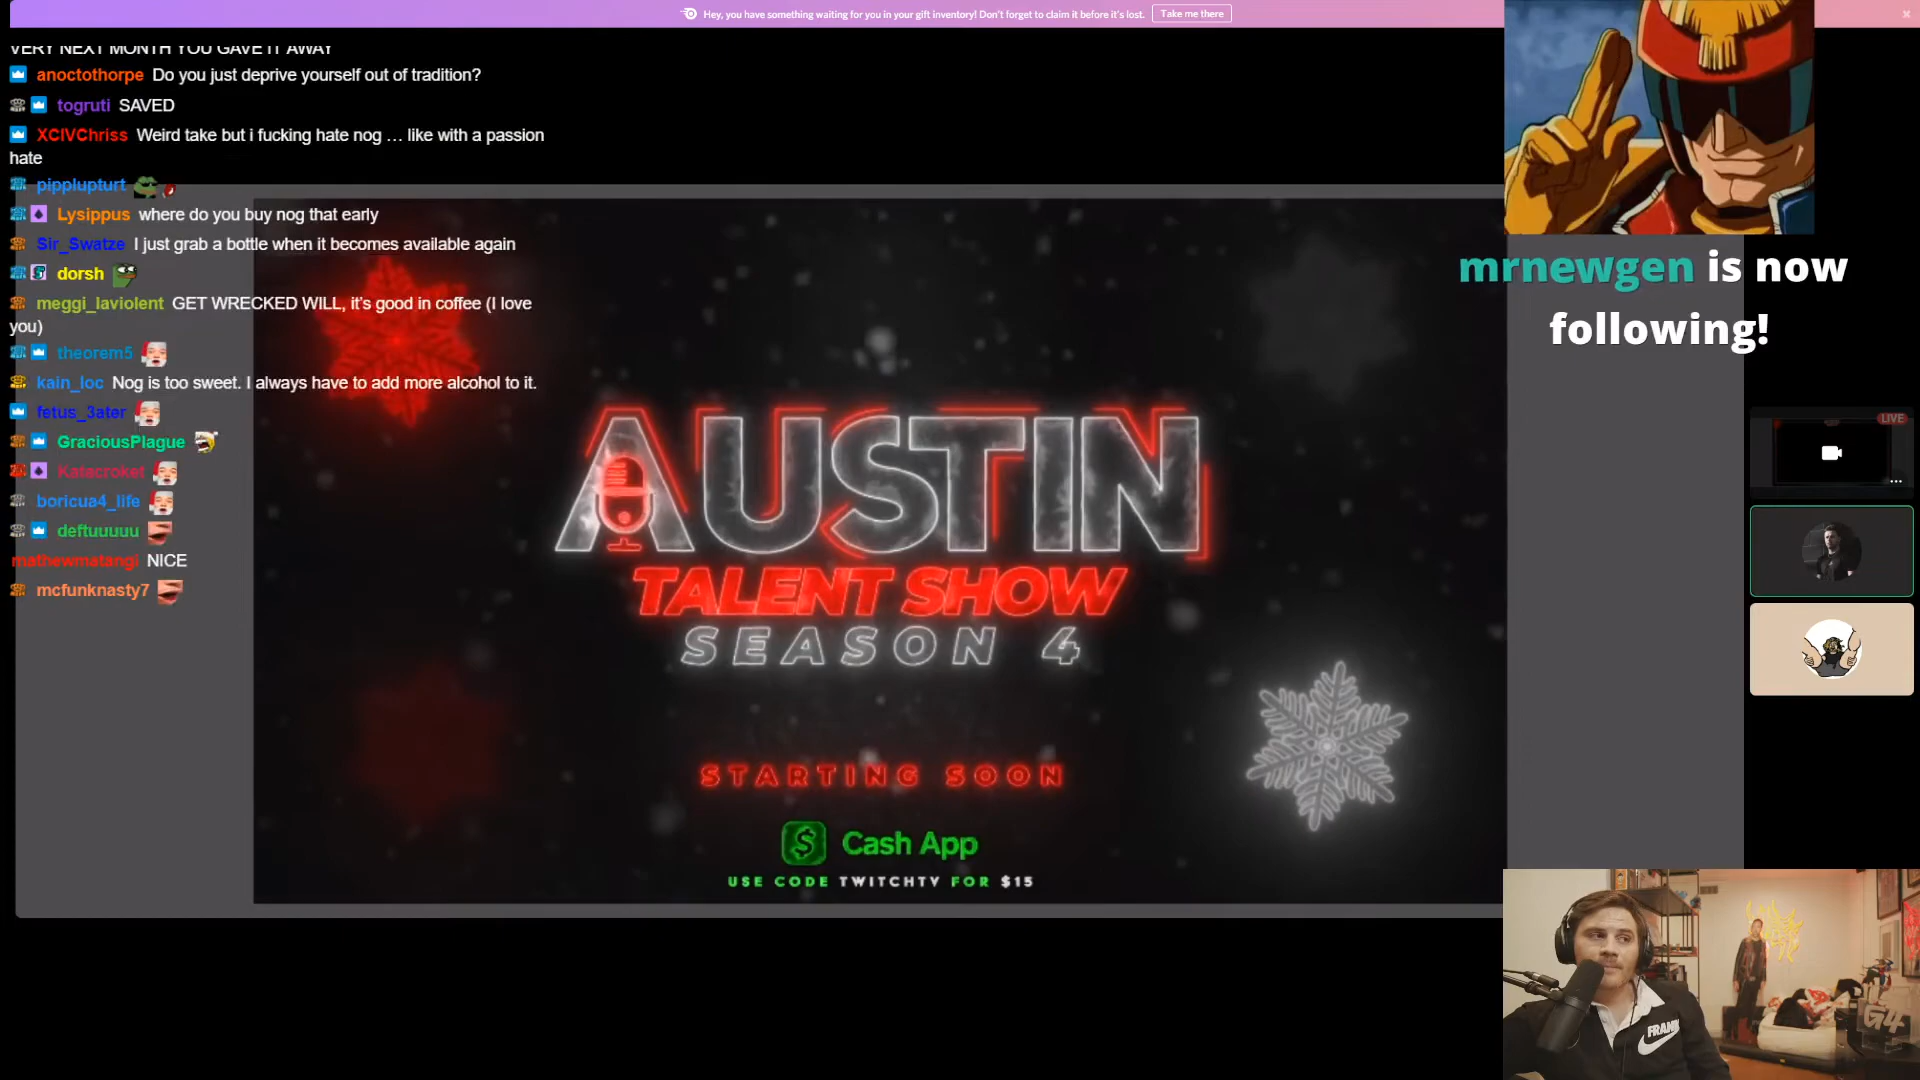 Hey, you have something waiting for you in your gift inventory! Don't forget to claim it before it's lost. Take me there
VERY NEXT MONTH YOU GAVE IT AWAY
anoctothorpe Do you just deprive yourself out of tradition?
togruti SAVED
XCIVChriss Weird take but i fucking hate nog … like with a passion
hate
pipplupturt
Lysippus where do you buy nog that early
Sir_Swatze I just grab a bottle when it becomes available again
dorsh
meggi_laviolent GET WRECKED WILL, it's good in coffee (I love
you)
theorem5
kain_loc Nog is too sweet. I always have to add more alcohol to it.
fetus_3ater
GraciousPlague
Katacroket
boricua4_life
deftuuuuu
mathewmatangi NICE
mcfunknasty7
AUSTIN
TALENT SHOW
SEASON 4
STARTING SOON
$ Cash App
USE CODE TWITCHTV FOR $15
mrnewgen is now
following!
LIVE
FRANK
G4